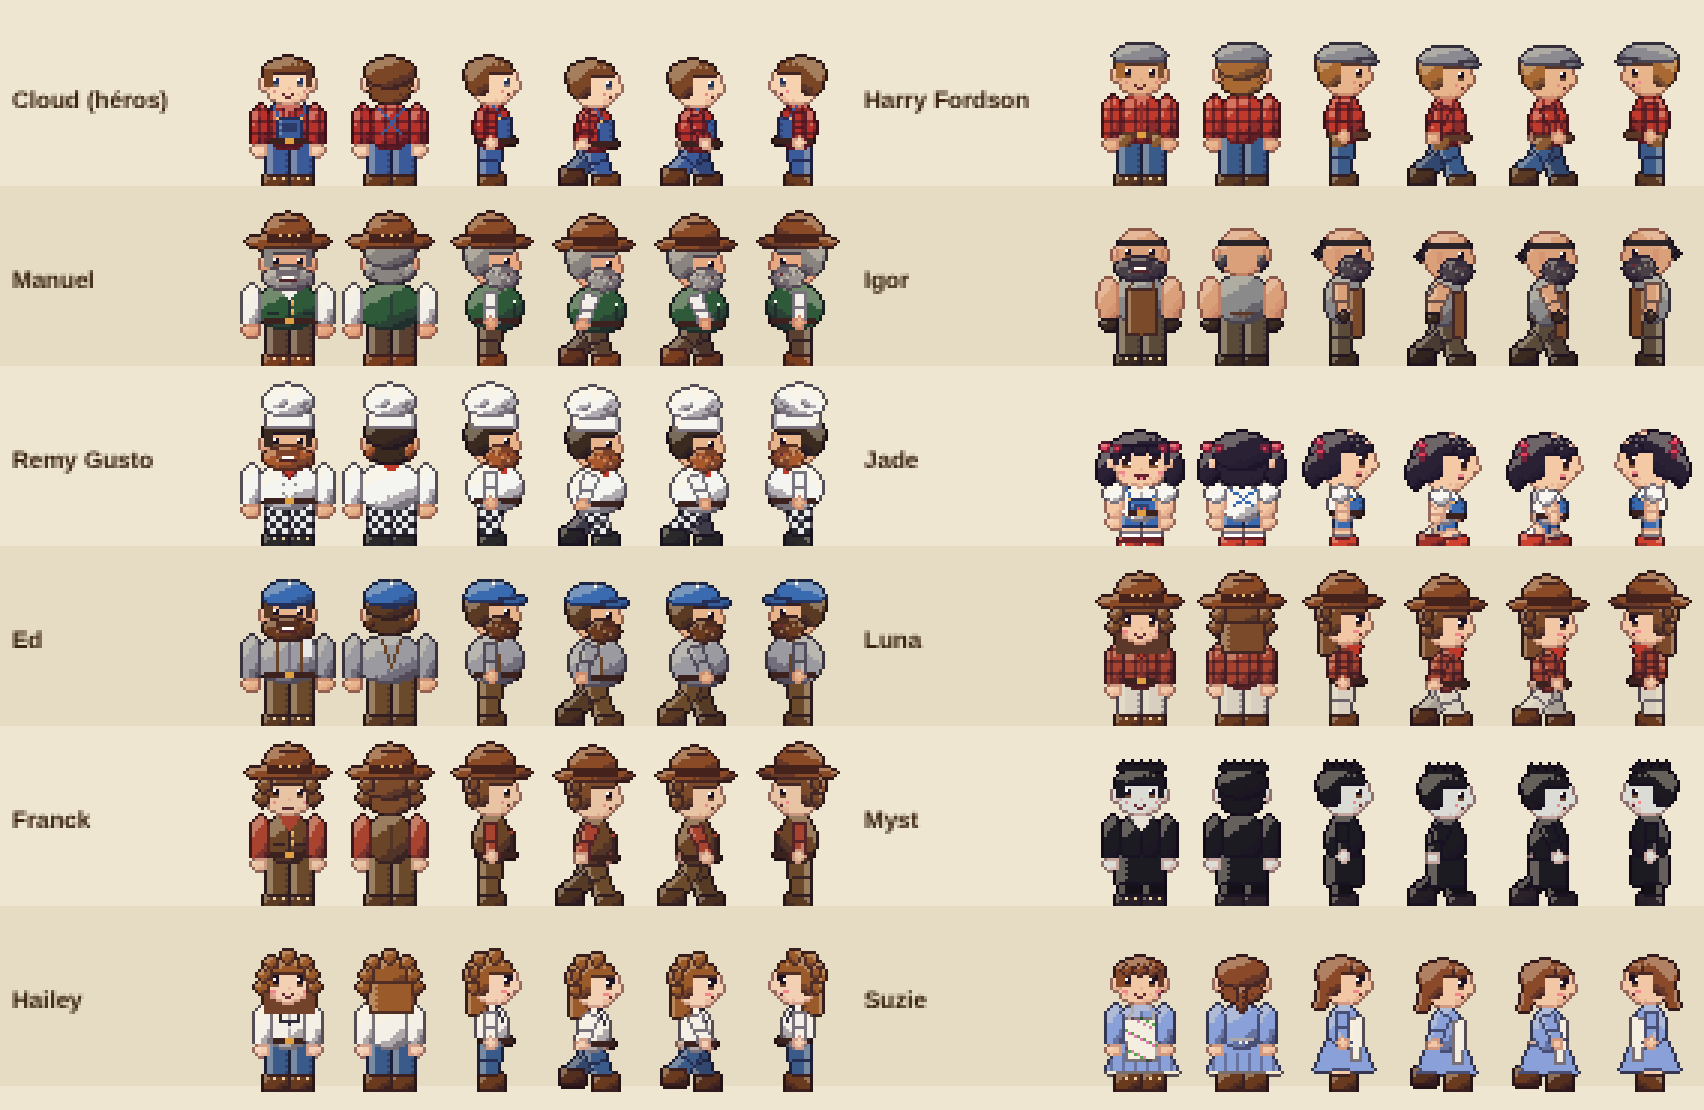 Cloud (héros)
Harry Fordson
Manuel
Igor
Remy Gusto
Jade
Ed
Luna
Franck
Myst
Hailey
Suzie